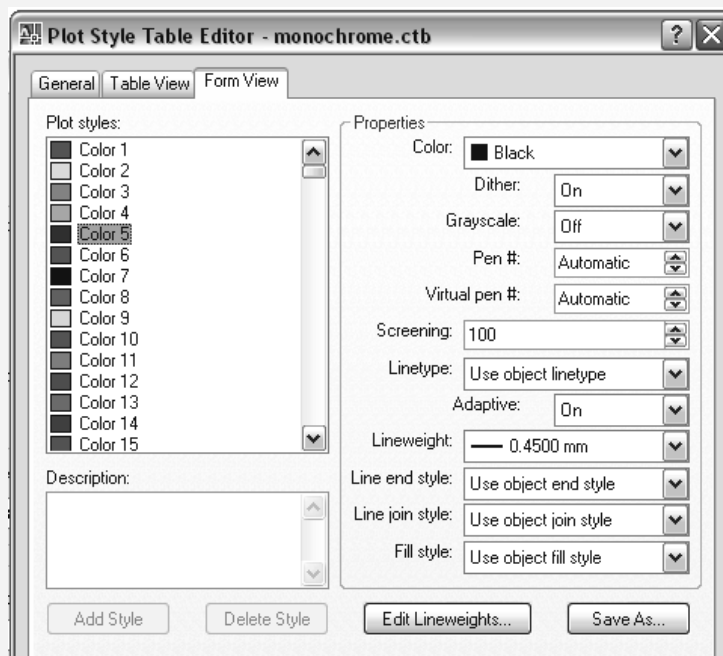 Plot Style Table Editor - monochrome.ctb
General Table View Form View
Plot styles:
Color 1
Color 2
Color 3
Color 4
Color 5
Color 6
Color 7
Color 8
Color 9
Color 10
Color 11
Color 12
Color 13
Color 14
Color 15
Description:
Add Style Delete Style
Properties
Color: Black
Dither: On
Grayscale: Off
Pen #: Automatic
Virtual pen #: Automatic
Screening: 100
Linetype: Use object linetype
Adaptive: On
Lineweight: 0.4500 mm
Line end style: Use object end style
Line join style: Use object join style
Fill style: Use object fill style
Edit Lineweights... Save As...